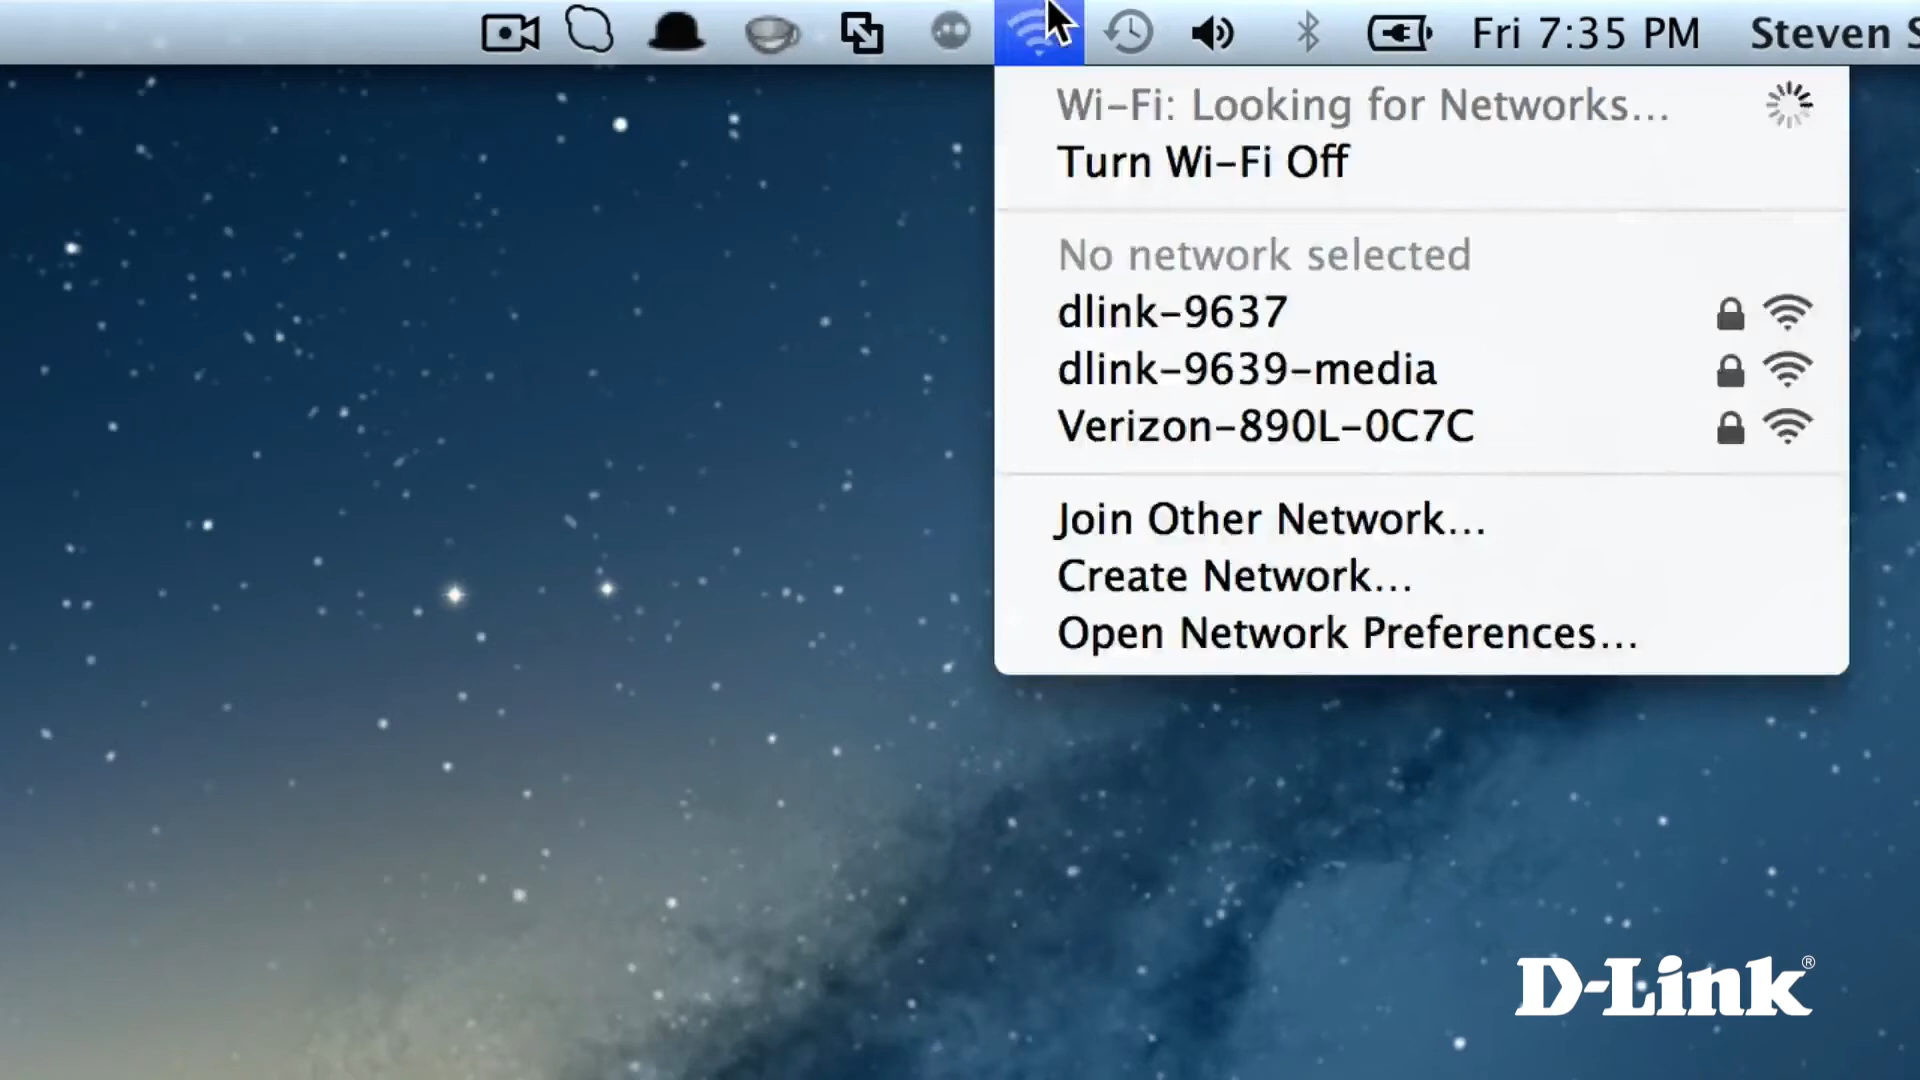 Fri 7:35 PM Steven S
Wi-Fi: Looking for Networks...
Turn Wi-Fi Off
No network selected
dlink-9637
dlink-9639-media
Verizon-890L-0C7C
Join Other Network...
Create Network...
Open Network Preferences...
D-Link®